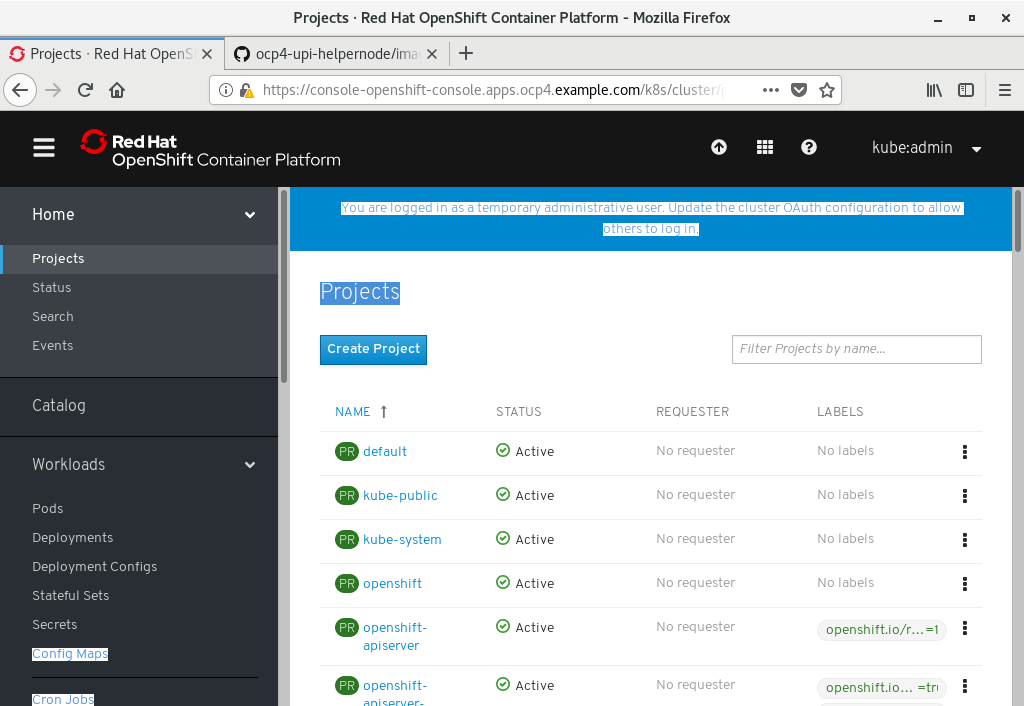 Projects · Red Hat OpenShift Container Platform - Mozilla Firefox
Projects · Red Hat OpenS
ocp4-upi-helpernode/ima
https://console-openshift-console.apps.ocp4.example.com/k8s/cluster/
Red Hat
OpenShift Container Platform
kube:admin
Home
Projects
Status
Search
Events
Catalog
Workloads
Pods
Deployments
Deployment Configs
Stateful Sets
Secrets
Config Maps
Cron Jobs
You are logged in as a temporary administrative user. Update the cluster OAuth configuration to allow
others to log in.
Projects
Create Project
Filter Projects by name...
NAME STATUS REQUESTER LABELS
PR default Active No requester No labels
PR kube-public Active No requester No labels
PR kube-system Active No requester No labels
PR openshift Active No requester No labels
PR openshift- Active No requester openshift.io/r... =1
apiserver
PR openshift- Active No requester openshift.io... =tru
apiserver-